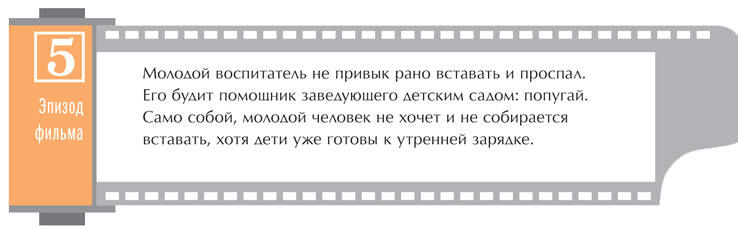 5
Эпизод
фильма
Молодой воспитатель не привык рано вставать и проспал.
Его будит помощник заведующего детским садом: попугай.
Само собой, молодой человек не хочет и не собирается
вставать, хотя дети уже готовы к утренней зарядке.